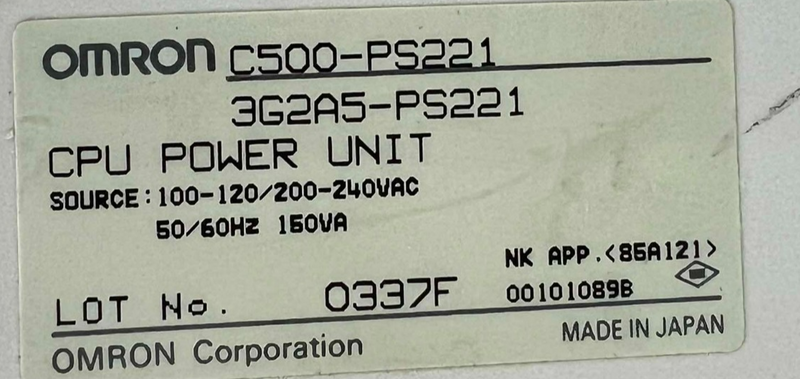 OMRON C500-PS221
3G2A5-PS221
CPU POWER UNIT
SOURCE:100-120/200-240VAC
50/60Hz 150VA
NK APP.<85A121>
LOT No. 0337F 00101089B
OMRON Corporation MADE IN JAPAN